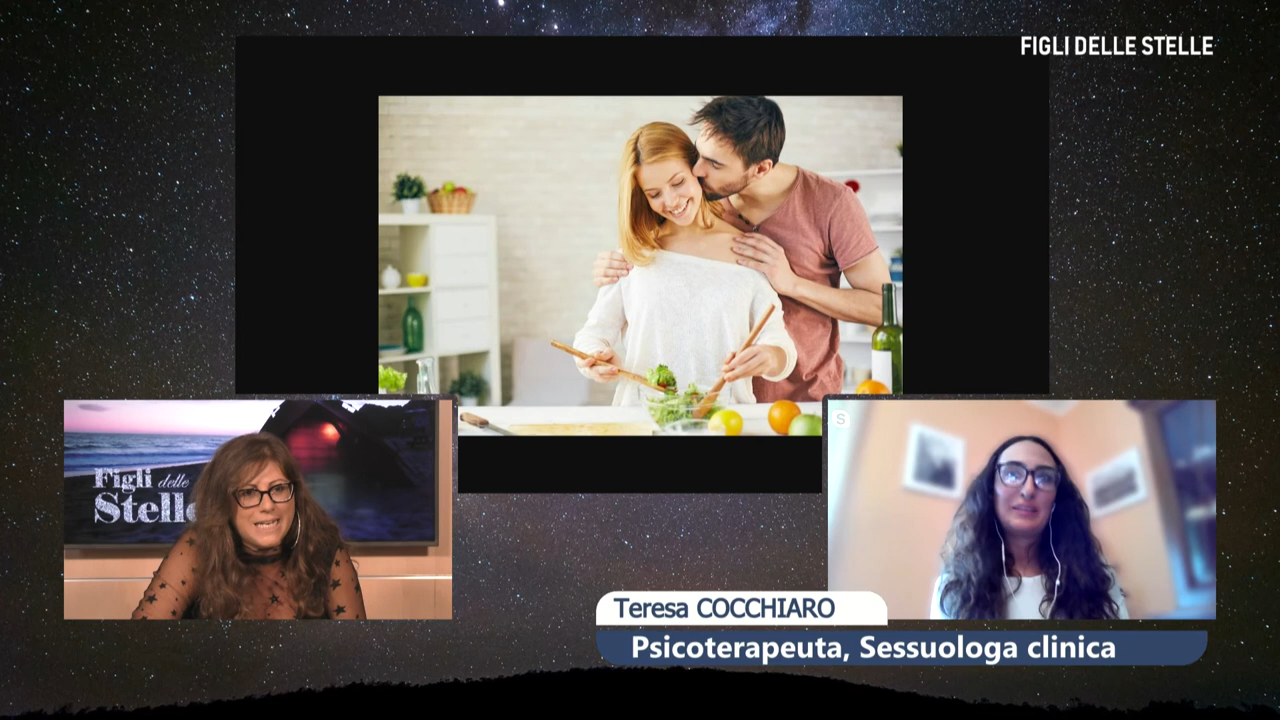 FIGLI DELLE STELLE
Figli delle
Stelle
S
Teresa COCCHIARO
Psicoterapeuta, Sessuologa clinica